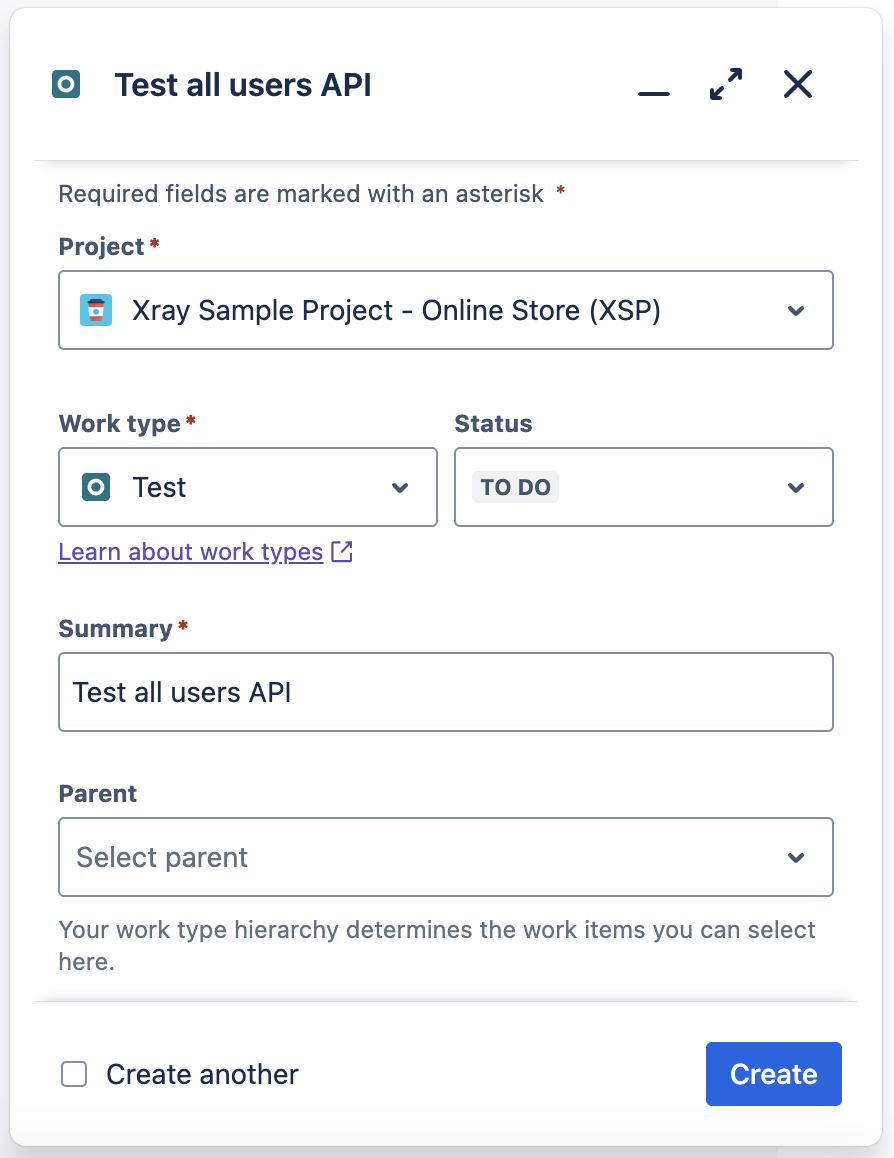 Test all users API
Required fields are marked with an asterisk *
Project *
Xray Sample Project - Online Store (XSP)
Work type * Status
Test TO DO
Learn about work types
Summary *
Test all users API
Parent
Select parent
Your work type hierarchy determines the work items you can select
here.
Create another Create